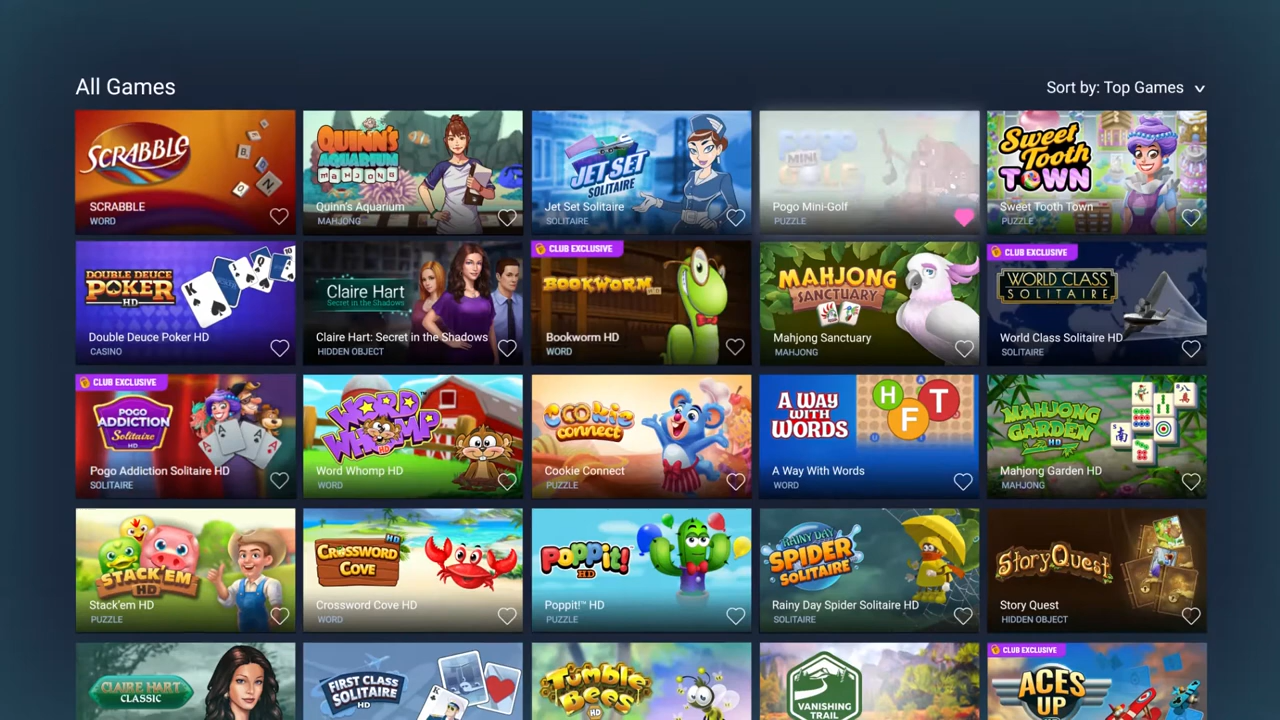 All Games
Sort by: Top Games
SCRABBLE
SCRABBLE
WORD
QUINN'S
AQUARIUM
MAHJONG
Quinn's Aquarium
MAHJONG
JET SET
SOLITAIRE
Jet Set Solitaire
SOLITAIRE
POGO
MINI
GOLF
Pogo Mini-Golf
PUZZLE
Sweet
Tooth
TOWN
Sweet Tooth Town
PUZZLE
DOUBLE DEUCE
POKER
HD
Double Deuce Poker HD
CASINO
Claire Hart
Secret in the Shadows
Claire Hart: Secret in the Shadows
HIDDEN OBJECT
CLUB EXCLUSIVE
BOOKWORM HD
Bookworm HD
WORD
MAHJONG
SANCTUARY
Mahjong Sanctuary
MAHJONG
CLUB EXCLUSIVE
WORLD CLASS
SOLITAIRE
World Class Solitaire HD
SOLITAIRE
CLUB EXCLUSIVE
POGO
ADDICTION
Solitaire
HD
Pogo Addiction Solitaire HD
SOLITAIRE
WORD
WHOMP
HD
Word Whomp HD
WORD
Cookie
connect
Cookie Connect
PUZZLE
A WAY
WITH
WORDS
H F T
A Way With Words
WORD
MAHJONG
GARDEN
HD
Mahjong Garden HD
MAHJONG
STACK'EM
HD
Stack'em HD
PUZZLE
HD
CROSSWORD
COVE
Crossword Cove HD
WORD
POPPIT!
HD
Poppit!™ HD
PUZZLE
RAINY DAY
SPIDER
SOLITAIRE
Rainy Day Spider Solitaire HD
SOLITAIRE
StoryQuest
Story Quest
HIDDEN OBJECT
CLAIRE HART
CLASSIC
FIRST CLASS
SOLITAIRE
HD
Tumble
Bees
HD
VANISHING
TRAIL
CLUB EXCLUSIVE
ACES
UP